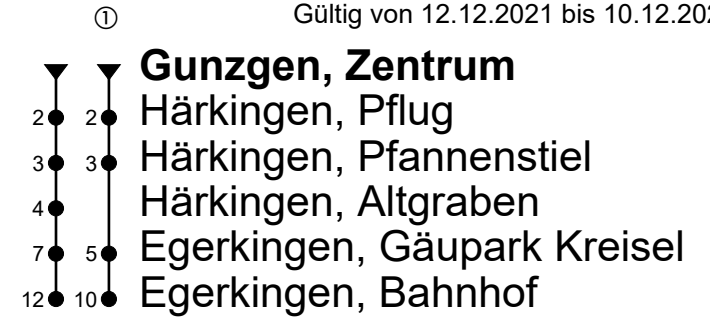 ① Gültig von 12.12.2021 bis 10.12.202
Gunzgen, Zentrum
2 2 Härkingen, Pflug
3 3 Härkingen, Pfannenstiel
4 Härkingen, Altgraben
7 5 Egerkingen, Gäupark Kreisel
12 10 Egerkingen, Bahnhof